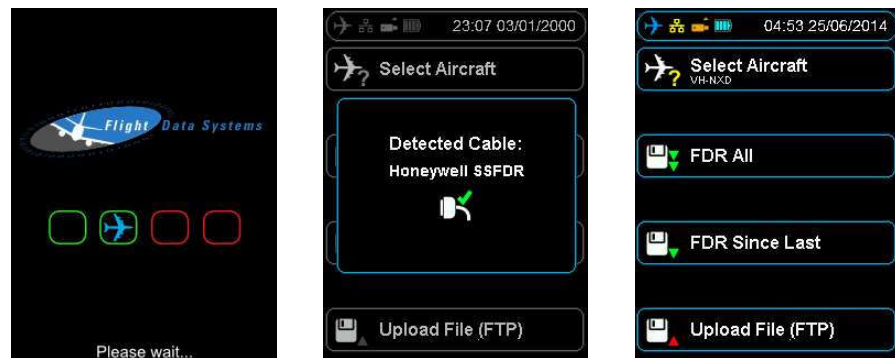 Flight Data Systems
Please wait...
23:07 03/01/2000
Select Aircraft
Detected Cable:
Honeywell SSFDR
Upload File (FTP)
04:53 25/06/2014
Select Aircraft
VH-NXD
FDR All
FDR Since Last
Upload File (FTP)